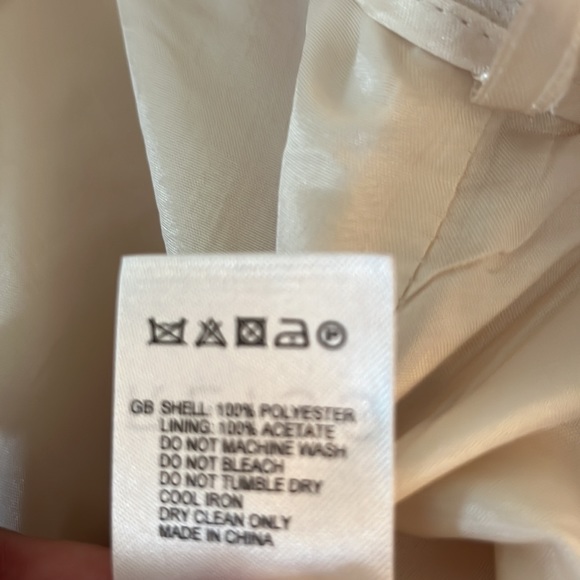 GB SHELL: 100% POLYESTER
LINING: 100% ACETATE
DO NOT MACHINE WASH
DO NOT BLEACH
DO NOT TUMBLE DRY
COOL IRON
DRY CLEAN ONLY
MADE IN CHINA